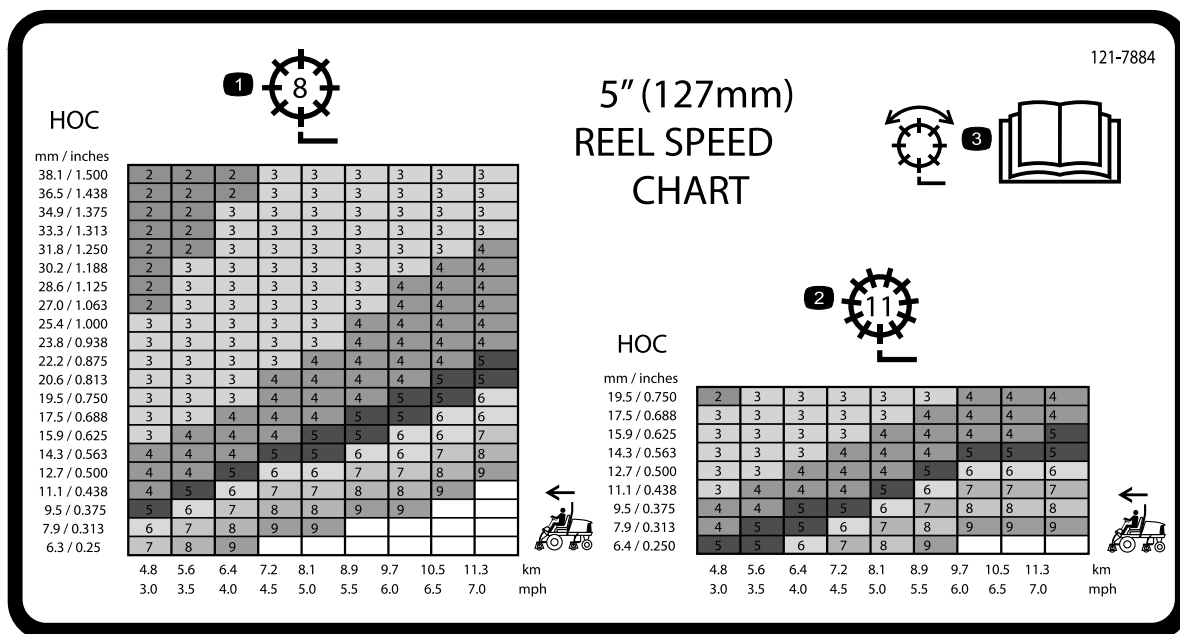 121-7884
5" (127mm)
REEL SPEED
CHART
1
8
3
HOC
mm / inches
38.1 / 1.500 2 2 2 3 3 3 3 3 3
36.5 / 1.438 2 2 2 3 3 3 3 3 3
34.9 / 1.375 2 2 3 3 3 3 3 3 3
33.3 / 1.313 2 2 3 3 3 3 3 3 3
31.8 / 1.250 2 2 3 3 3 3 3 3 4
30.2 / 1.188 2 3 3 3 3 3 3 4 4
28.6 / 1.125 2 3 3 3 3 3 4 4 4
27.0 / 1.063 2 3 3 3 3 3 4 4 4
25.4 / 1.000 3 3 3 3 3 4 4 4 4
23.8 / 0.938 3 3 3 3 3 4 4 4 4
22.2 / 0.875 3 3 3 3 4 4 4 4 5
20.6 / 0.813 3 3 3 4 4 4 4 5 5
19.5 / 0.750 3 3 3 4 4 4 5 5 6
17.5 / 0.688 3 3 4 4 4 5 5 6 6
15.9 / 0.625 3 4 4 4 5 5 6 6 7
14.3 / 0.563 4 4 4 5 5 6 6 7 8
12.7 / 0.500 4 4 5 6 6 7 7 8 9
11.1 / 0.438 4 5 6 7 7 8 8 9
9.5 / 0.375 5 6 7 8 8 9 9
7.9 / 0.313 6 7 8 9 9
6.3 / 0.25 7 8 9
4.8 5.6 6.4 7.2 8.1 8.9 9.7 10.5 11.3 km
3.0 3.5 4.0 4.5 5.0 5.5 6.0 6.5 7.0 mph
2
11
HOC
mm / inches
19.5 / 0.750 2 3 3 3 3 3 4 4 4
17.5 / 0.688 3 3 3 3 3 4 4 4 4
15.9 / 0.625 3 3 3 3 4 4 4 4 5
14.3 / 0.563 3 3 3 4 4 4 5 5 5
12.7 / 0.500 3 3 4 4 4 5 6 6 6
11.1 / 0.438 3 4 4 4 5 6 7 7 7
9.5 / 0.375 4 4 5 5 6 7 8 8 8
7.9 / 0.313 4 5 5 6 7 8 9 9 9
6.4 / 0.250 5 5 6 7 8 9
4.8 5.6 6.4 7.2 8.1 8.9 9.7 10.5 11.3 km
3.0 3.5 4.0 4.5 5.0 5.5 6.0 6.5 7.0 mph